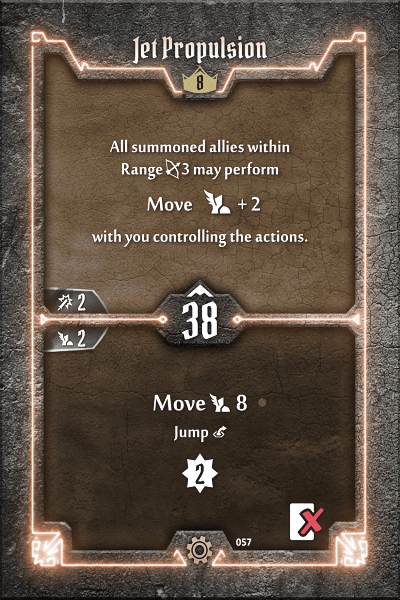 Jet Propulsion
8
All summoned allies within
Range 3 may perform
Move + 2
with you controlling the actions.
2
38
2
Move 8
Jump
2
057